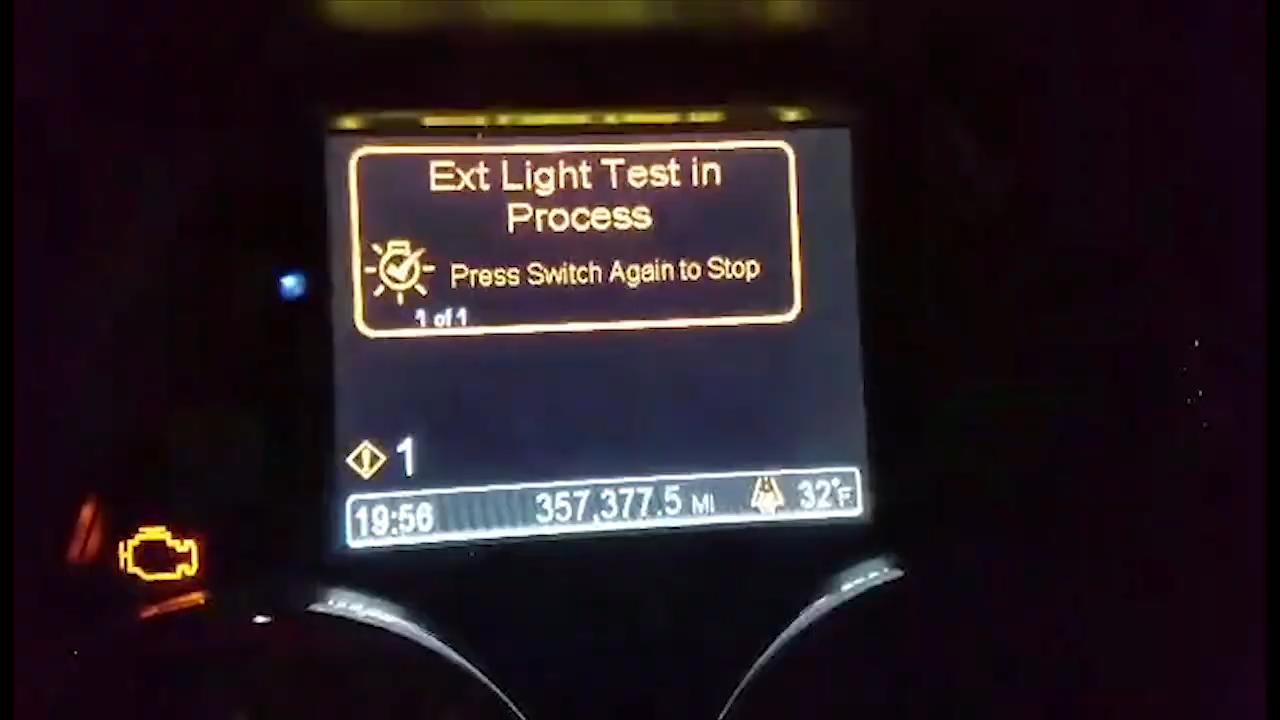 Ext Light Test in
Process
Press Switch Again to Stop
1 of 1
1
19:56 357,377.5 MI 32°F